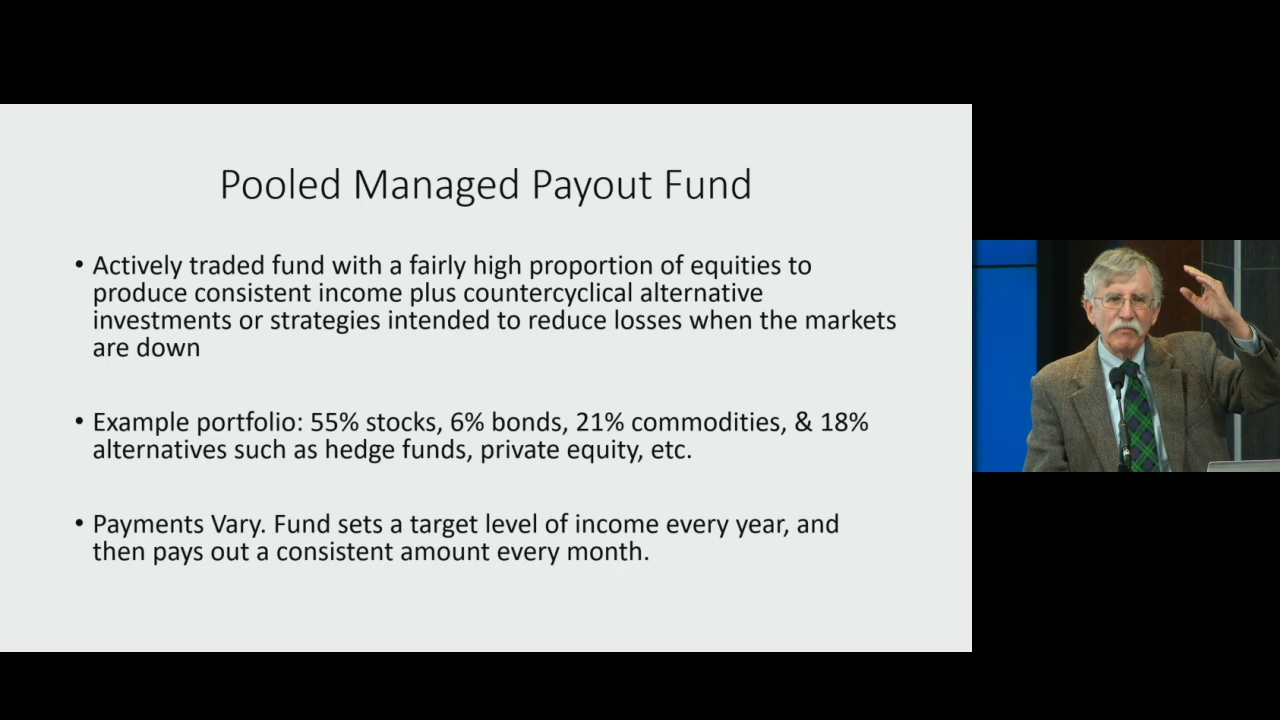 Pooled Managed Payout Fund
• Actively traded fund with a fairly high proportion of equities to
produce consistent income plus countercyclical alternative
investments or strategies intended to reduce losses when the markets
are down
• Example portfolio: 55% stocks, 6% bonds, 21% commodities, & 18%
alternatives such as hedge funds, private equity, etc.
• Payments Vary. Fund sets a target level of income every year, and
then pays out a consistent amount every month.